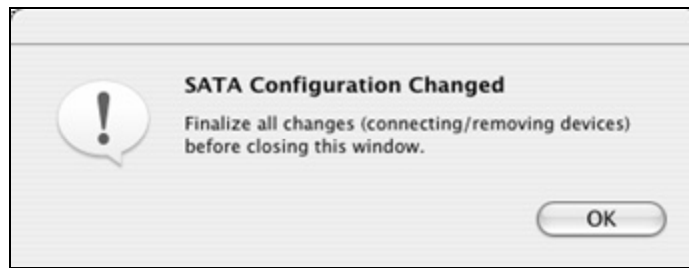 SATA Configuration Changed
Finalize all changes (connecting/removing devices)
before closing this window.
OK